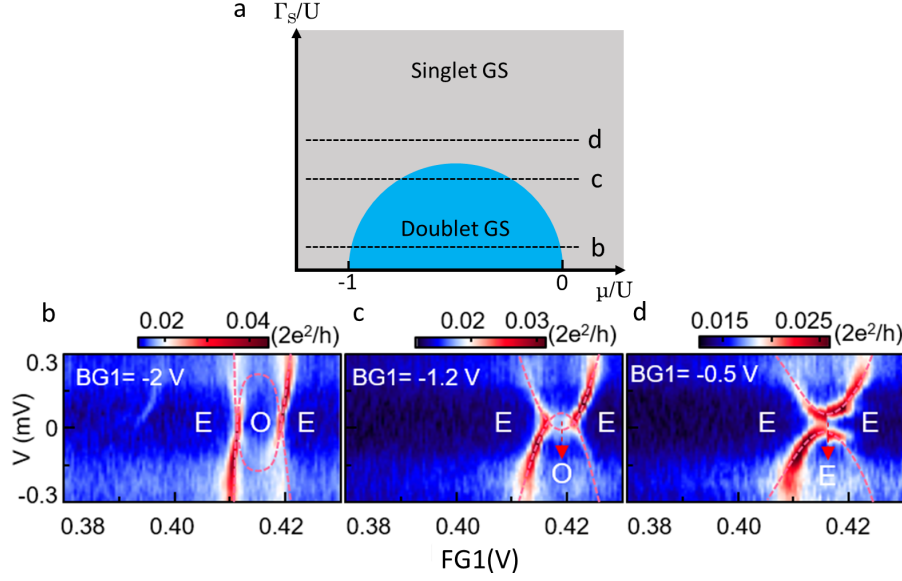 a
ΓS/U
Singlet GS
d
c
Doublet GS
b
-1
0
μ/U
b
0.02 0.04 (2e²/h)
c
0.02 0.03 (2e²/h)
d
0.015 0.025 (2e²/h)
V (mV)
0.3
0
-0.3
BG1= -2 V
E O E
BG1= -1.2 V
E E
O
BG1= -0.5 V
E E
E
0.38 0.40 0.42
0.38 0.40 0.42
0.38 0.40 0.42
FG1(V)